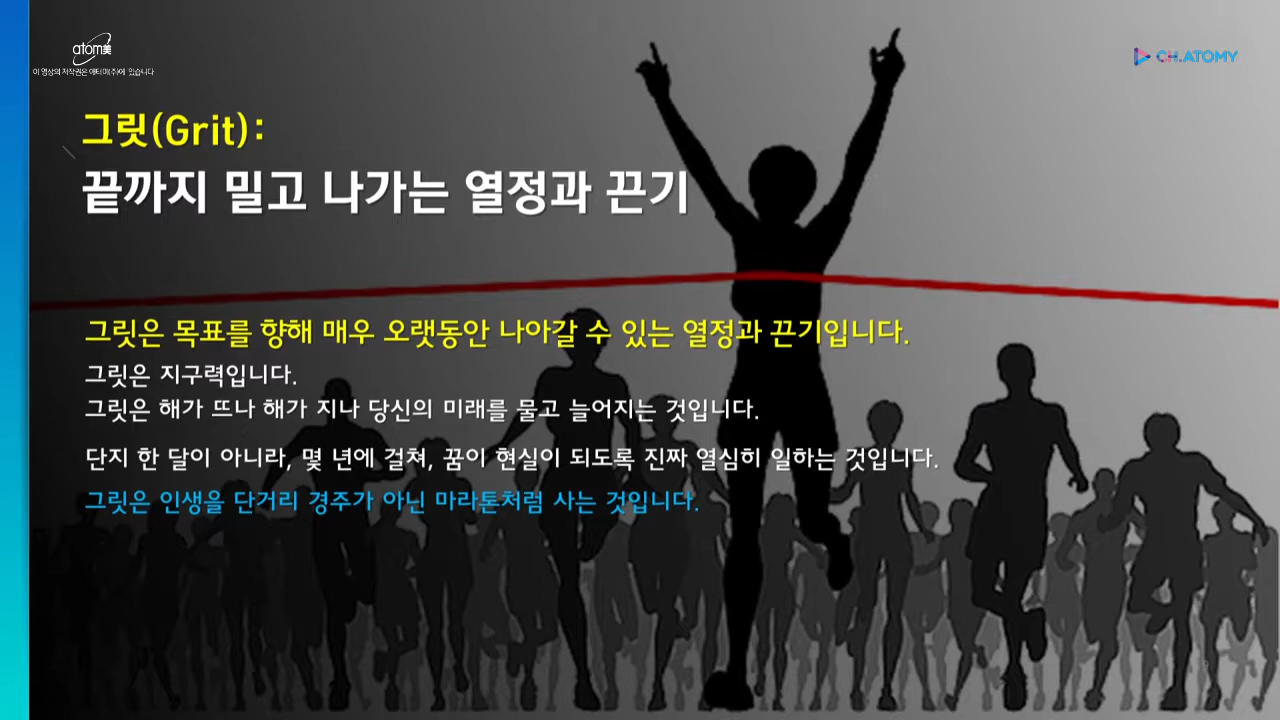 atom美
이 영상의 저작권은 애터미(주)에 있습니다
CH.ATOMY
그릿(Grit):
끝까지 밀고 나가는 열정과 끈기
그릿은 목표를 향해 매우 오랫동안 나아갈 수 있는 열정과 끈기입니다.
그릿은 지구력입니다.
그릿은 해가 뜨나 해가 지나 당신의 미래를 물고 늘어지는 것입니다.
단지 한 달이 아니라, 몇 년에 걸쳐, 꿈이 현실이 되도록 진짜 열심히 일하는 것입니다.
그릿은 인생을 단거리 경주가 아닌 마라톤처럼 사는 것입니다.